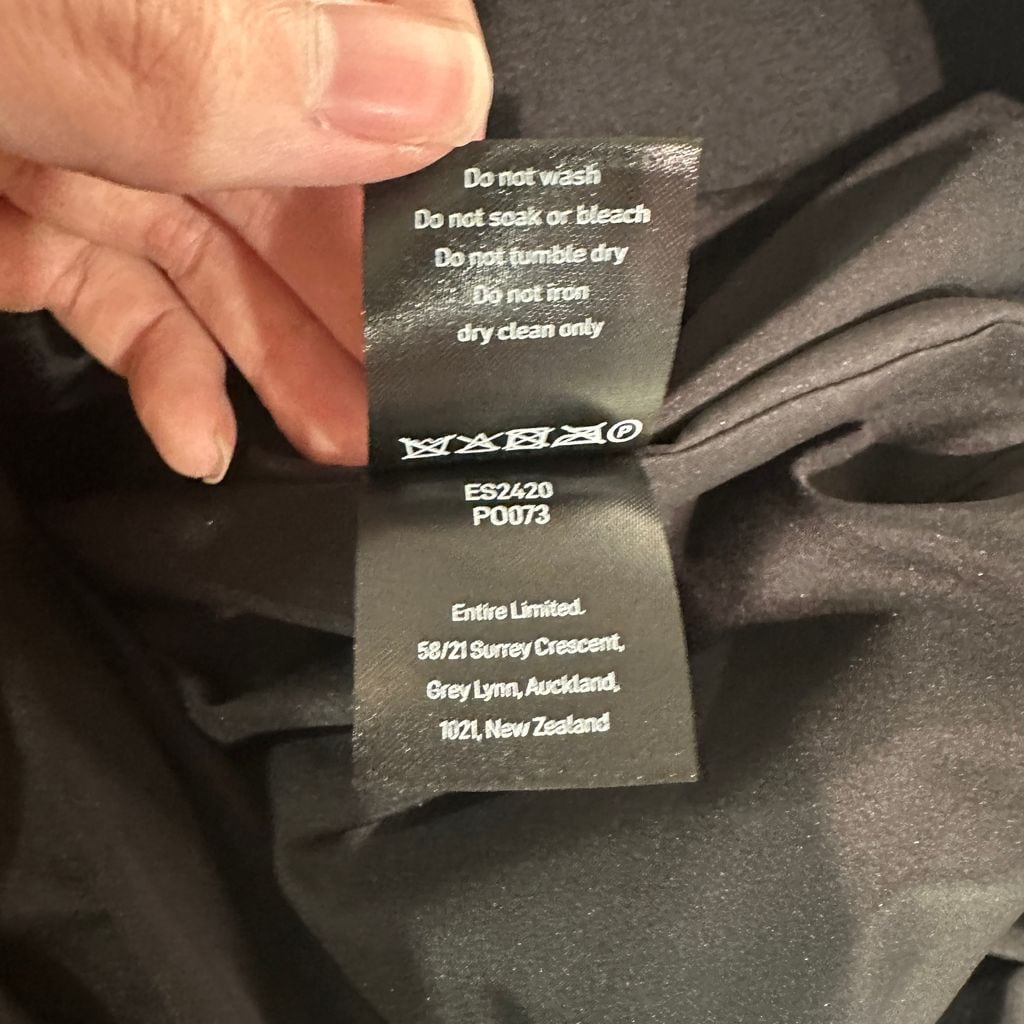 Do not wash
Do not soak or bleach
Do not tumble dry
Do not iron
dry clean only
P
ES2420
PO073
Entire Limited.
58/21 Surrey Crescent,
Grey Lynn, Auckland,
1021, New Zealand